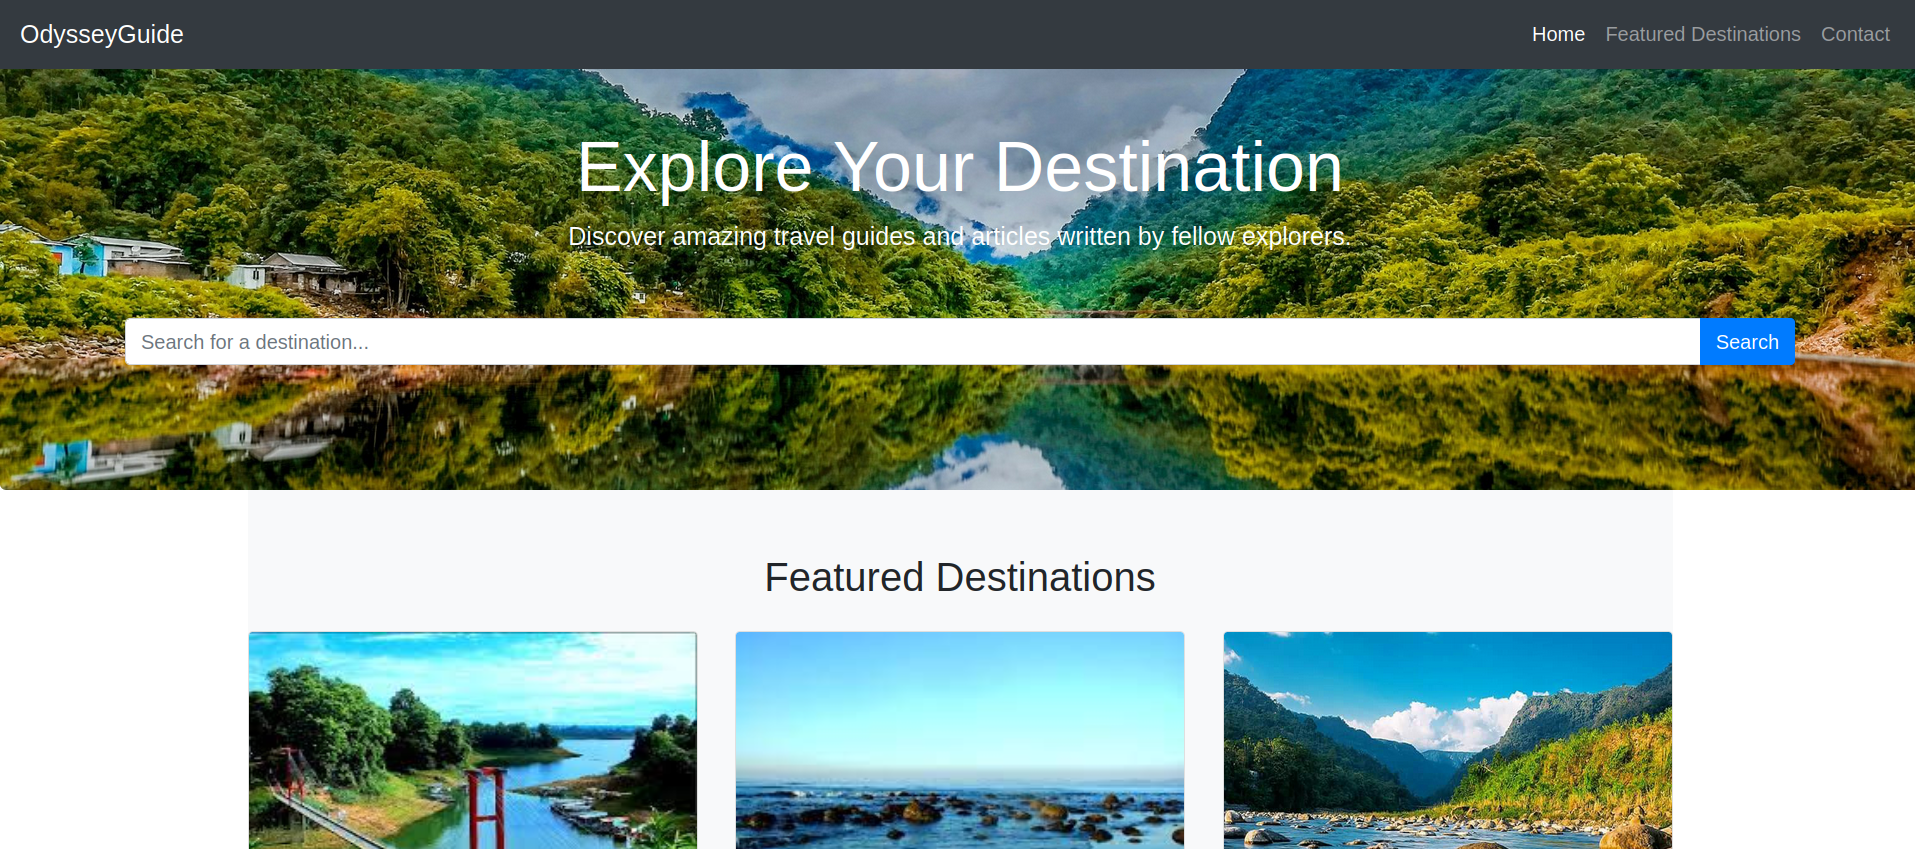 OdysseyGuide
Home Featured Destinations Contact
Explore Your Destination
Discover amazing travel guides and articles written by fellow explorers.
Search for a destination... Search
Featured Destinations